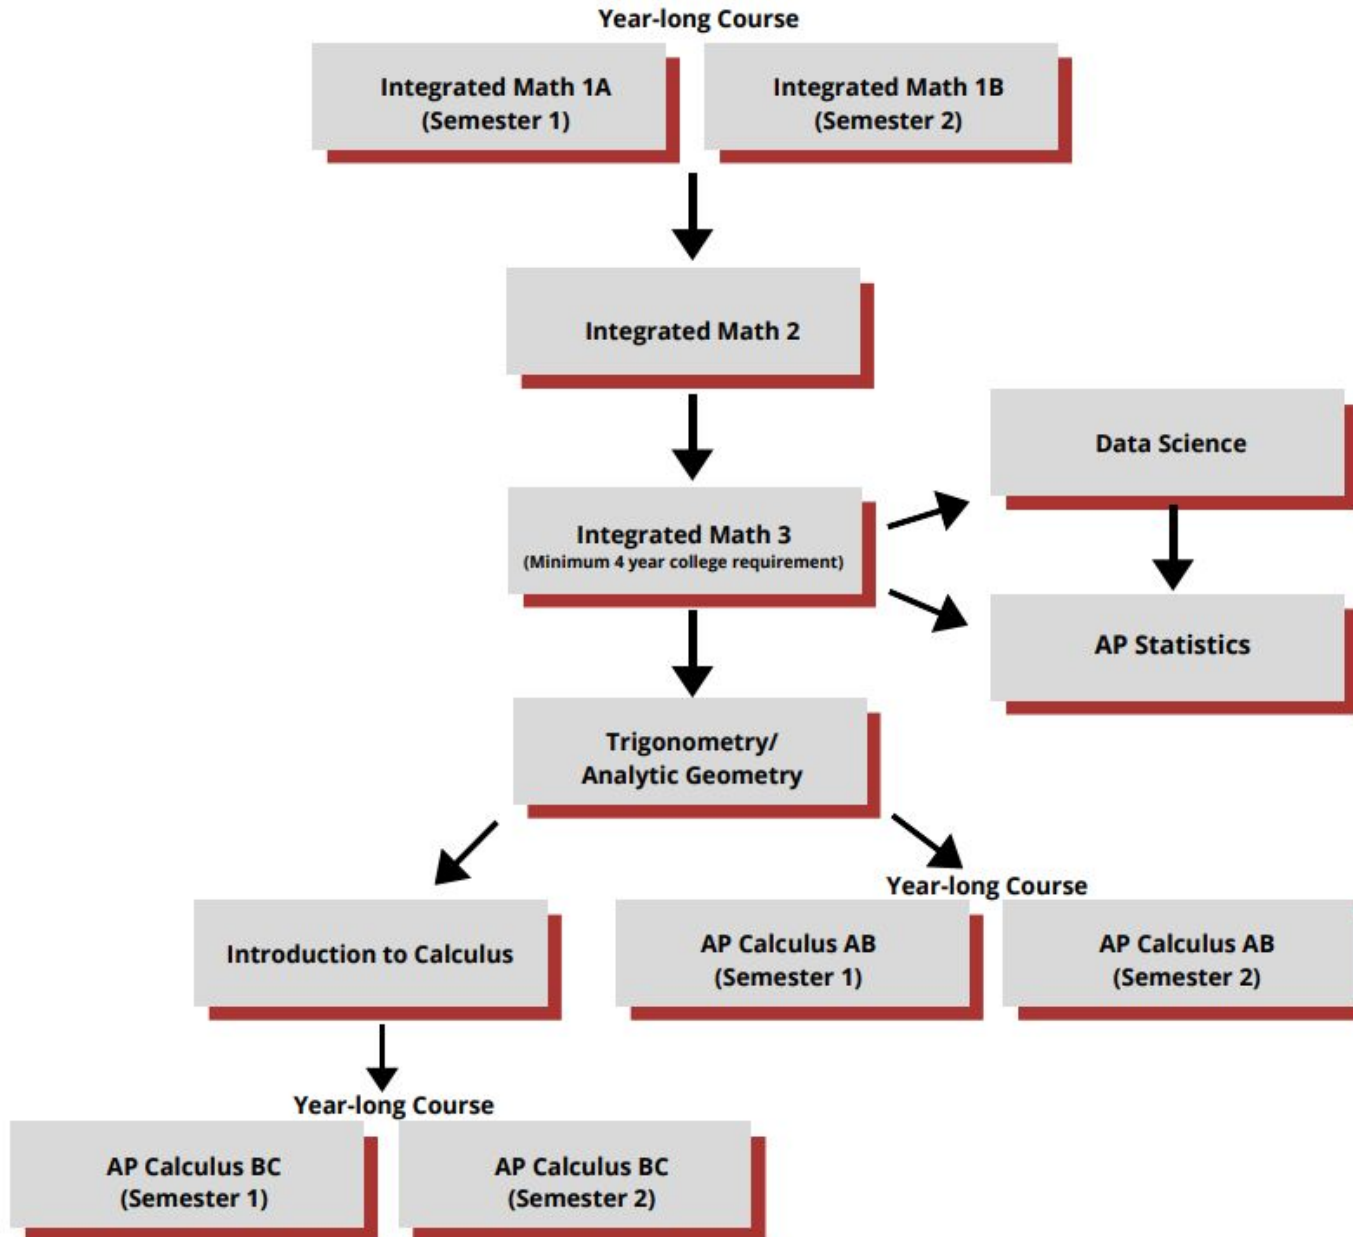 Year-long Course
Integrated Math 1A
(Semester 1)
Integrated Math 1B
(Semester 2)
Integrated Math 2
Data Science
Integrated Math 3
(Minimum 4 year college requirement)
AP Statistics
Trigonometry/
Analytic Geometry
Year-long Course
Introduction to Calculus
AP Calculus AB
(Semester 1)
AP Calculus AB
(Semester 2)
Year-long Course
AP Calculus BC
(Semester 1)
AP Calculus BC
(Semester 2)